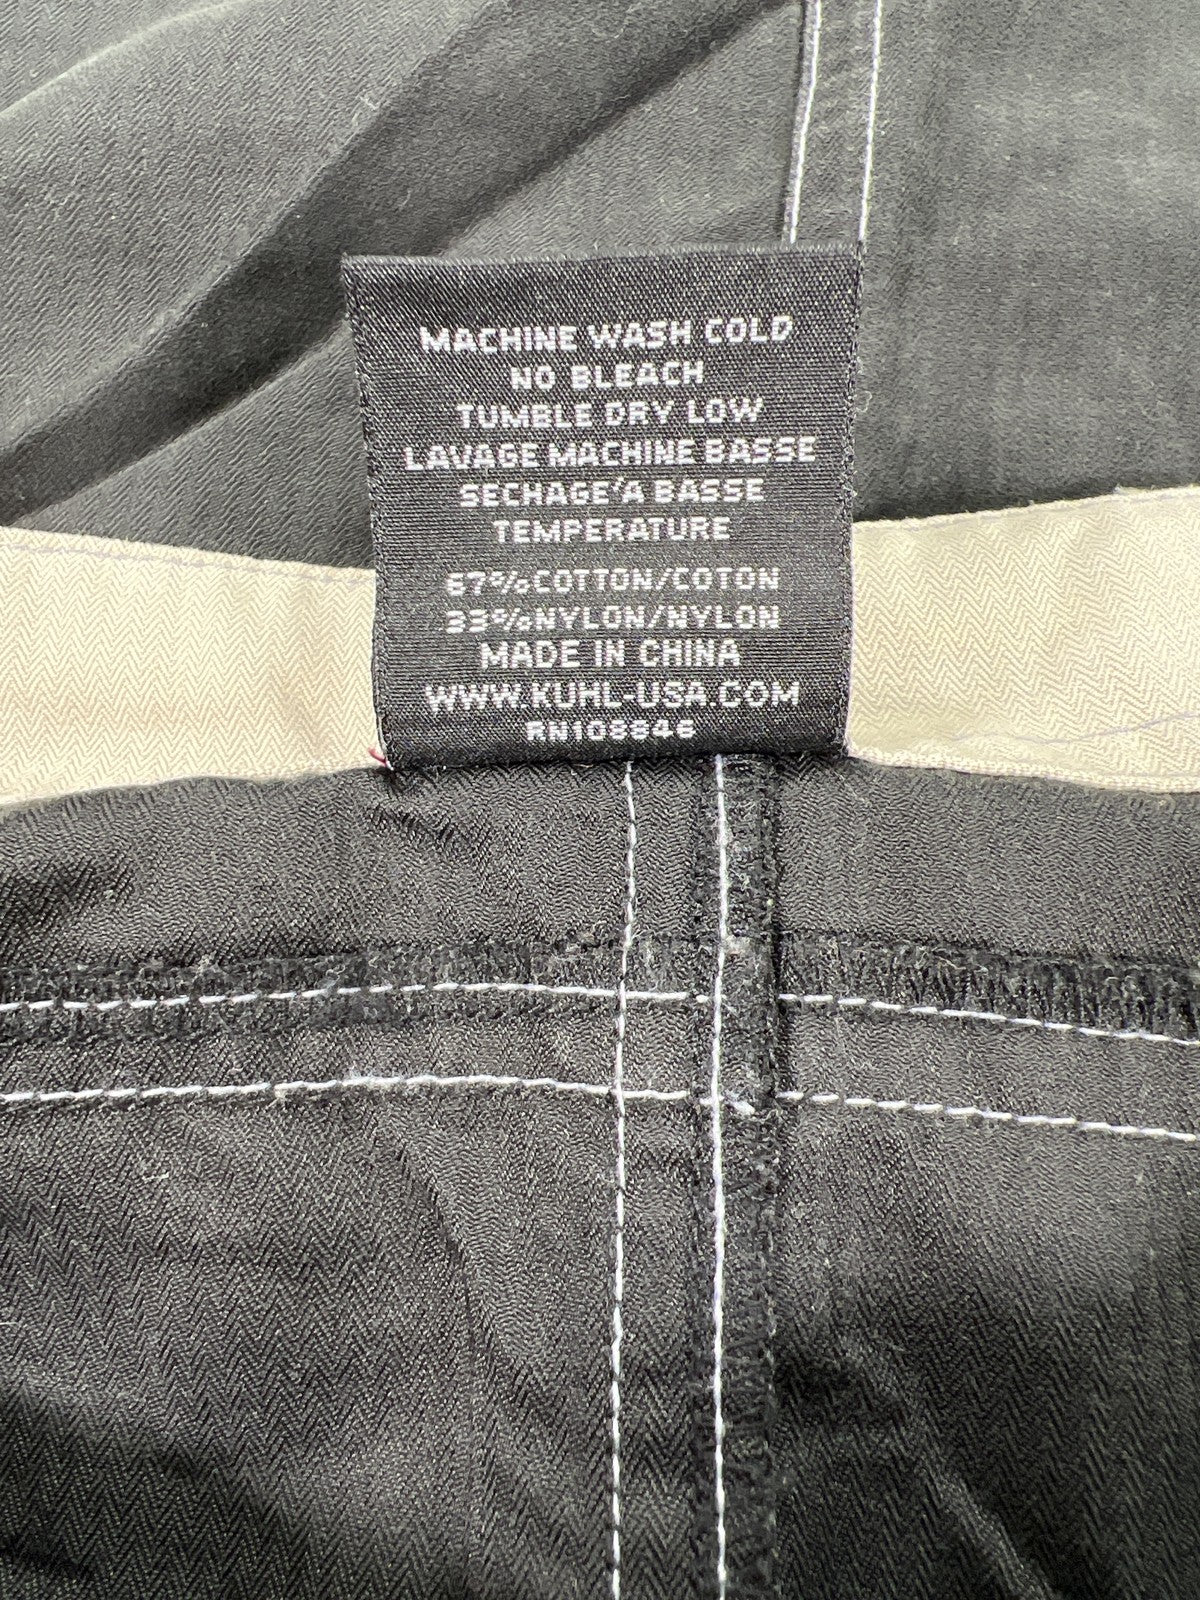 MACHINE WASH COLD
NO BLEACH
TUMBLE DRY LOW
LAVAGE MACHINE BASSE
SECHAGE'A BASSE
TEMPERATURE
67%COTTON/COTON
33%NYLON/NYLON
MADE IN CHINA
WWW.KUHL-USA.COM
RN108846